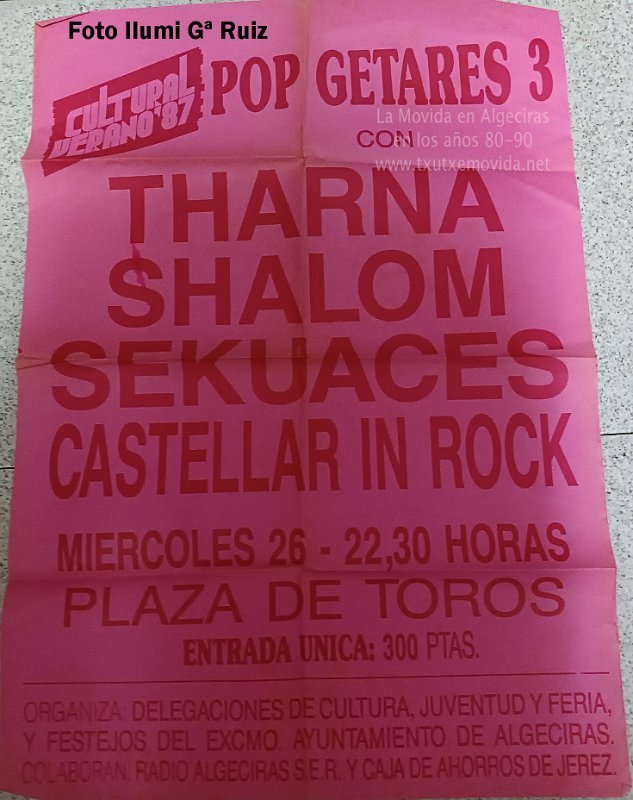 Foto Ilumi Gª Ruiz
CULTURAL
VERANO'87
POP GETARES 3
La Movida en Algeciras
en los años 80-90
www.txutxemovida.net
CON
THARNA
SHALOM
SEKUACES
CASTELLAR IN ROCK
MIERCOLES 26 - 22,30 HORAS
PLAZA DE TOROS
ENTRADA UNICA: 300 PTAS.
ORGANIZA: DELEGACIONES DE CULTURA, JUVENTUD Y FERIA,
Y FESTEJOS DEL EXCMO. AYUNTAMIENTO DE ALGECIRAS.
COLABORAN: RADIO ALGECIRAS S.E.R. Y CAJA DE AHORROS DE JEREZ.